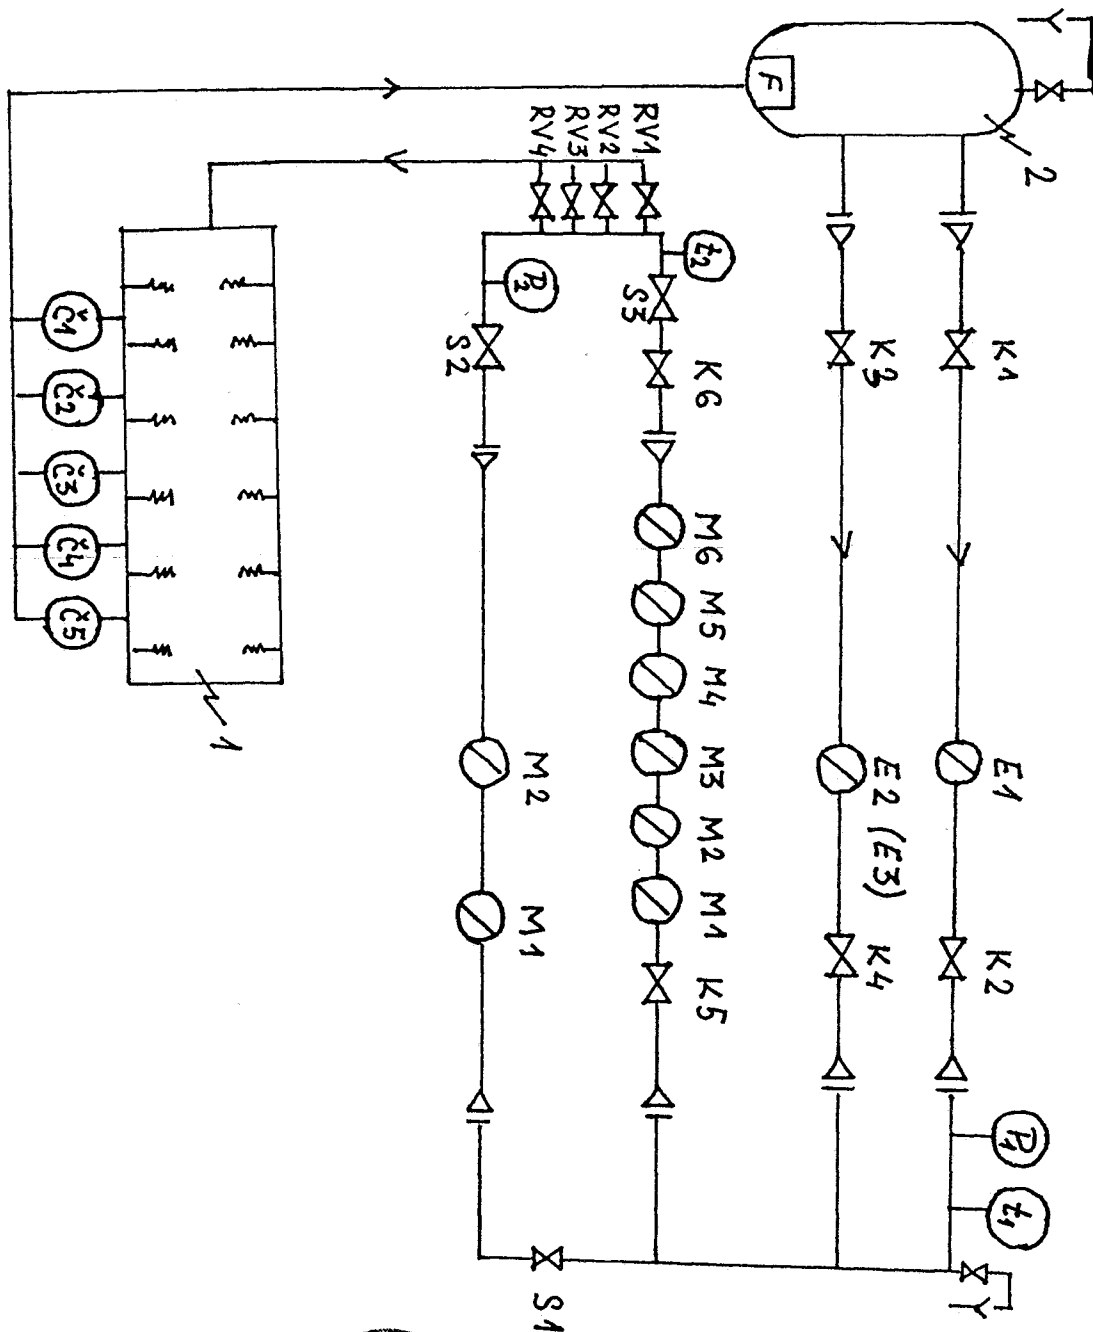 2
P1
t1
K1
E1
K2
K3
E2 (E3)
K4
F
t2
K6
M6
M5
M4
M3
M2
M1
K5
RV1
RV2
RV3
RV4
S3
P2
M2
M1
S1
S2
1
Č1
Č2
Č3
Č4
Č5